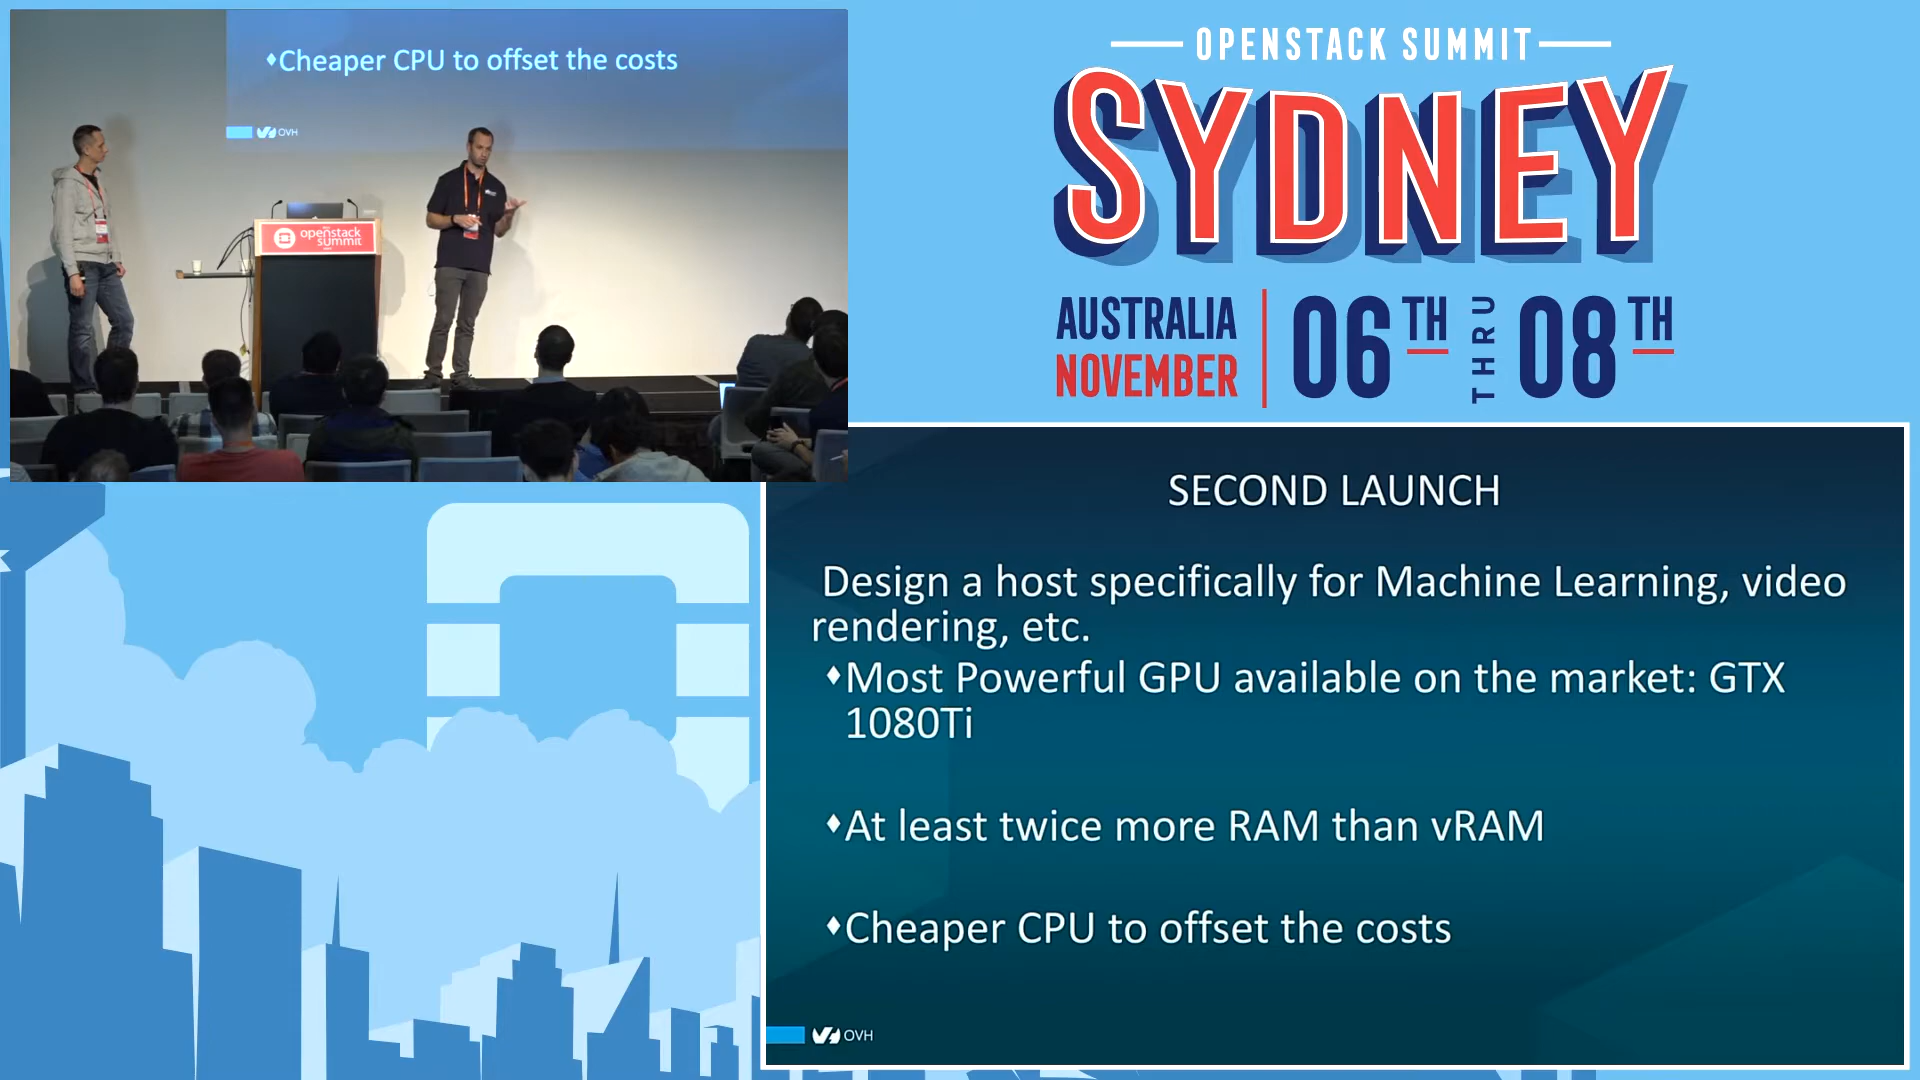 ♦Cheaper CPU to offset the costs
OVH
openstack
summit
OPENSTACK SUMMIT
SYDNEY
AUSTRALIA
NOVEMBER
06TH
THRU
08TH
SECOND LAUNCH
Design a host specifically for Machine Learning, video
rendering, etc.
♦Most Powerful GPU available on the market: GTX
1080Ti
♦At least twice more RAM than vRAM
♦Cheaper CPU to offset the costs
OVH